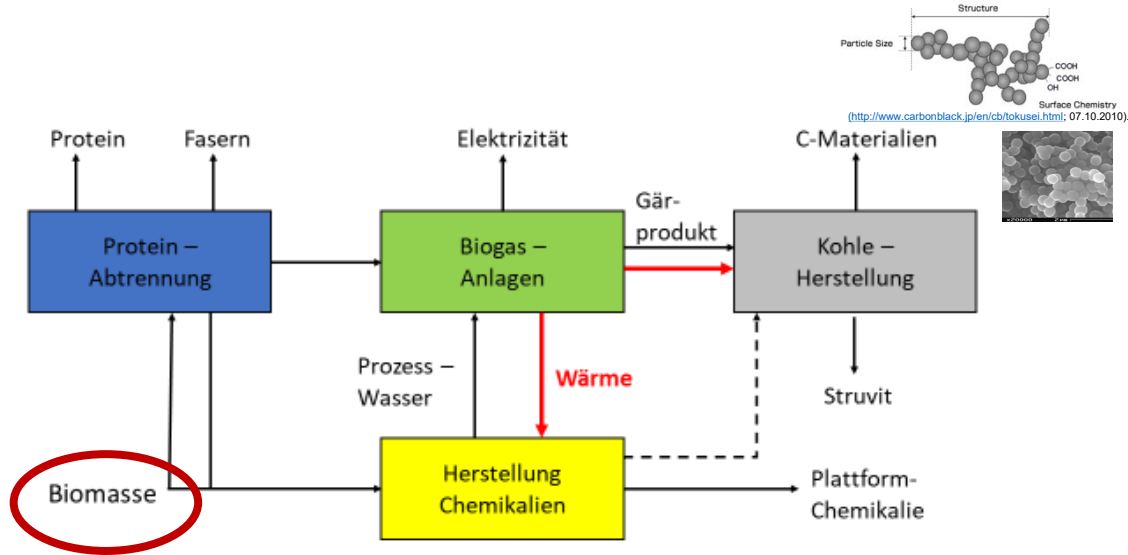 Structure
Particle Size
COOH
COOH
OH
Surface Chemistry
(http://www.carbonblack.jp/en/cb/tokusei.html; 07.10.2010).
Protein
Fasern
Elektrizität
C-Materialien
x20000 2µm
Protein –
Abtrennung
Biogas –
Anlagen
Gär-
produkt
Kohle –
Herstellung
Prozess –
Wasser
Wärme
Struvit
Biomasse
Herstellung
Chemikalien
Plattform-
Chemikalie